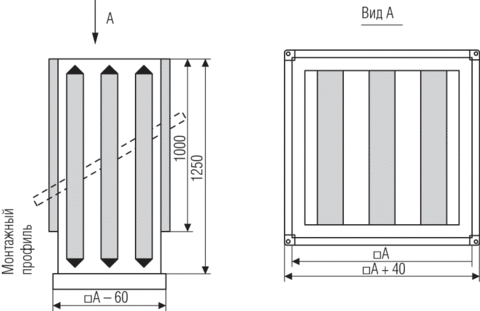 А
Вид А
1000
1250
Монтажный
профиль
□А – 60
□А
□А + 40